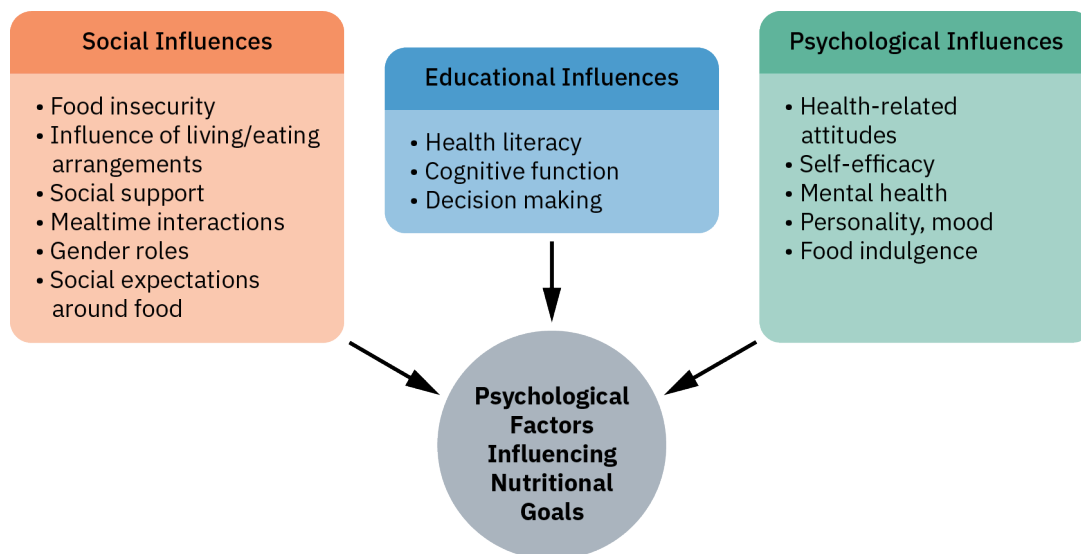 Social Influences
• Food insecurity
• Influence of living/eating
arrangements
• Social support
• Mealtime interactions
• Gender roles
• Social expectations
around food
Educational Influences
• Health literacy
• Cognitive function
• Decision making
Psychological Influences
• Health-related
attitudes
• Self-efficacy
• Mental health
• Personality, mood
• Food indulgence
Psychological
Factors
Influencing
Nutritional
Goals